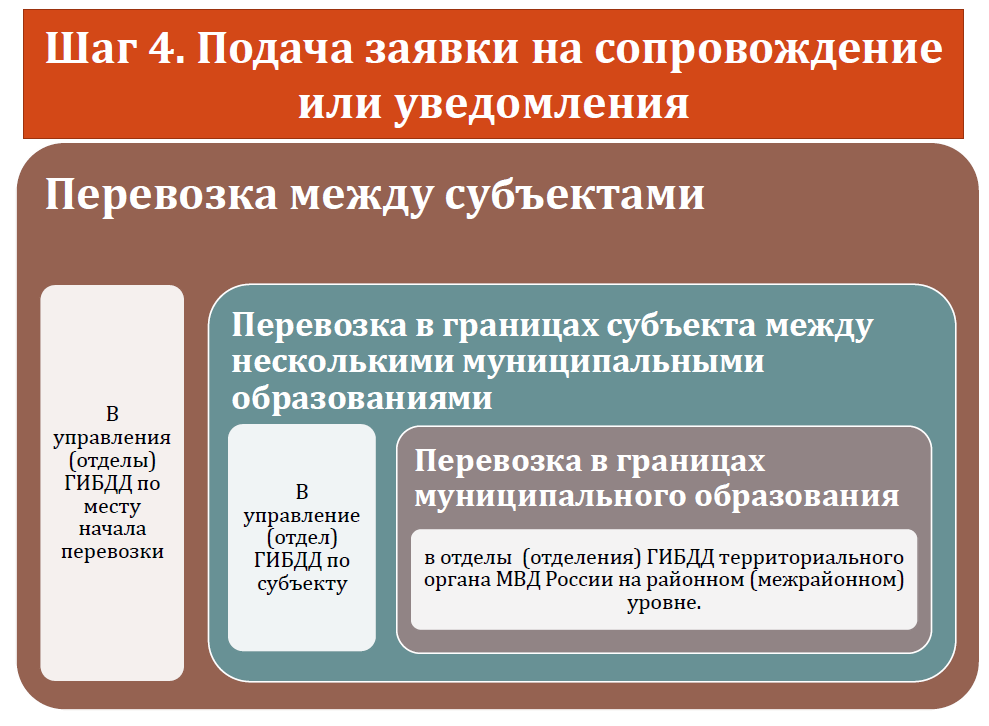 Шаг 4. Подача заявки на сопровождение
или уведомления
Перевозка между субъектами
В
управления
(отделы)
ГИБДД по
месту
начала
перевозки
Перевозка в границах субъекта между
несколькими муниципальными
образованиями
В
управление
(отдел)
ГИБДД по
субъекту
Перевозка в границах
муниципального образования
в отделы (отделения) ГИБДД территориального
органа МВД России на районном (межрайонном)
уровне.